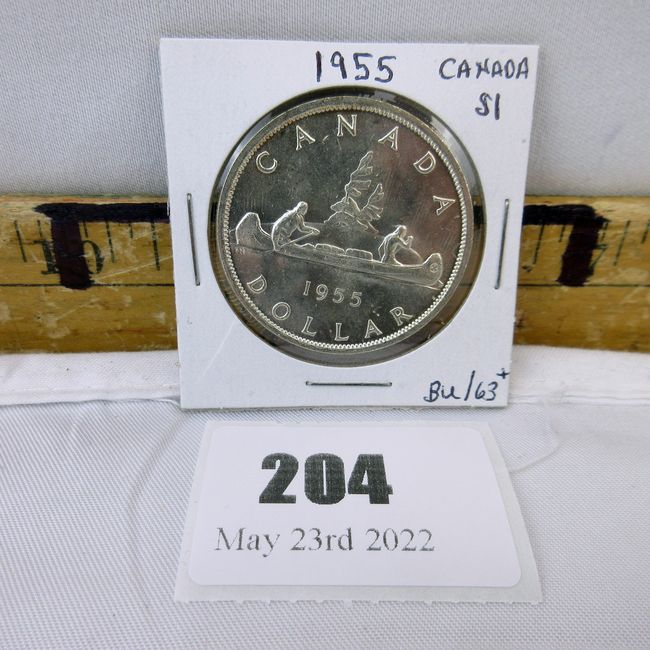 1955 CANADA
$1
CANADA
1955
DOLLAR
BU/63+
204
May 23rd 2022